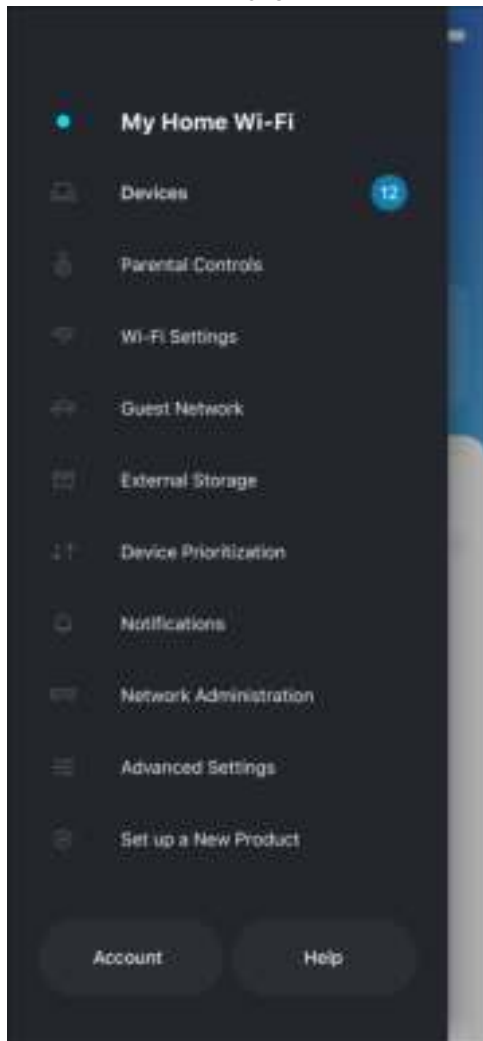 My Home Wi-Fi
Devices
12
Parental Controls
Wi-Fi Settings
Guest Network
External Storage
Device Prioritization
Notifications
Network Administration
Advanced Settings
Set up a New Product
Account
Help